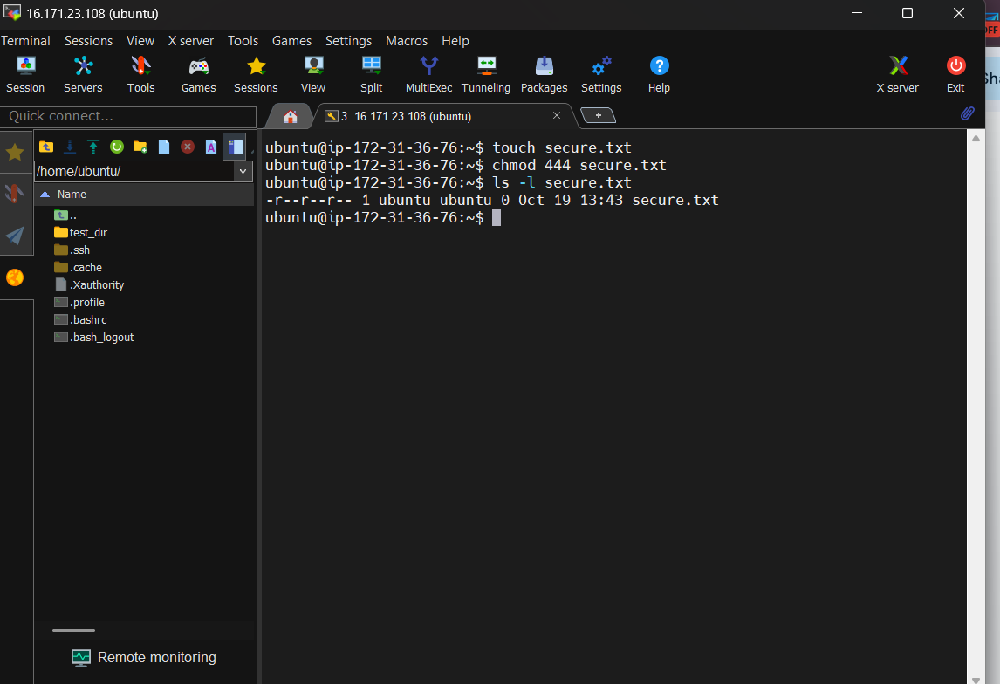 16.171.23.108 (ubuntu)
Terminal Sessions View X server Tools Games Settings Macros Help
Session Servers Tools Games Sessions View Split MultiExec Tunneling Packages Settings Help X server Exit
Quick connect...
3. 16.171.23.108 (ubuntu)
/home/ubuntu/
Name
..
test_dir
.ssh
.cache
.Xauthority
.profile
.bashrc
.bash_logout
Remote monitoring
ubuntu@ip-172-31-36-76:~$ touch secure.txt
ubuntu@ip-172-31-36-76:~$ chmod 444 secure.txt
ubuntu@ip-172-31-36-76:~$ ls -l secure.txt
-r--r--r-- 1 ubuntu ubuntu 0 Oct 19 13:43 secure.txt
ubuntu@ip-172-31-36-76:~$